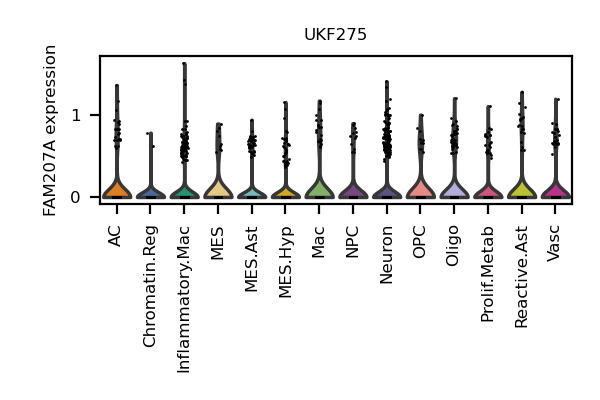 UKF275
FAM207A expression
1
0
AC
Chromatin.Reg
Inflammatory.Mac
MES
MES.Ast
MES.Hyp
Mac
NPC
Neuron
OPC
Oligo
Prolif.Metab
Reactive.Ast
Vasc